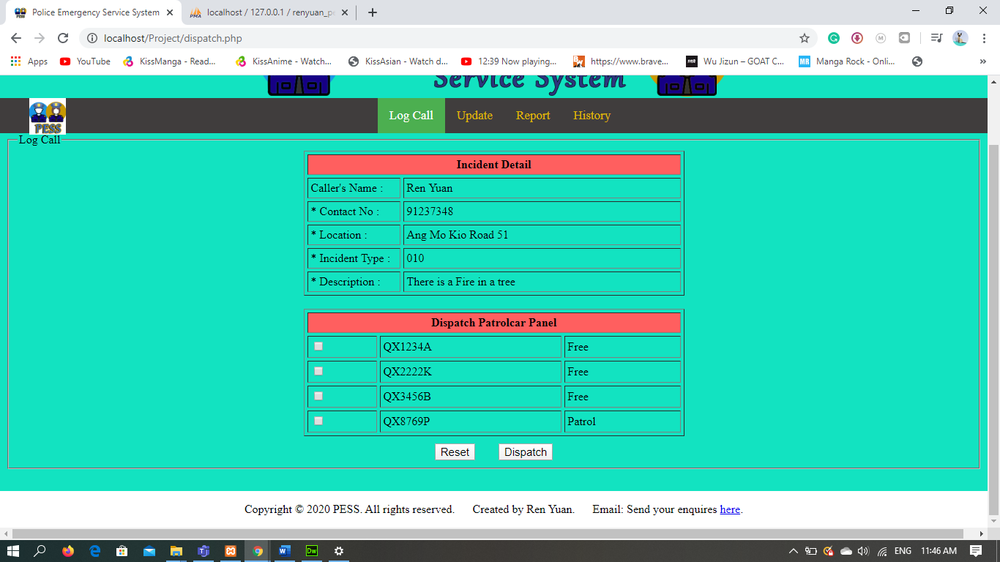 Police Emergency Service System
localhost / 127.0.0.1 / renyuan_pe
localhost/Project/dispatch.php
Apps YouTube KissManga - Read... KissAnime - Watch... KissAsian - Watch d... 12:39 Now playing... https://www.brave... Wu Jizun – GOAT C... MR Manga Rock - Onli... »
Service System
PESS Log Call Update Report History
Log Call
Incident Detail
Caller's Name : Ren Yuan
* Contact No : 91237348
* Location : Ang Mo Kio Road 51
* Incident Type : 010
* Description : There is a Fire in a tree
Dispatch Patrolcar Panel
QX1234A Free
QX2222K Free
QX3456B Free
QX8769P Patrol
Reset Dispatch
Copyright © 2020 PESS. All rights reserved. Created by Ren Yuan. Email: Send your enquires here.
Dw ENG 11:46 AM